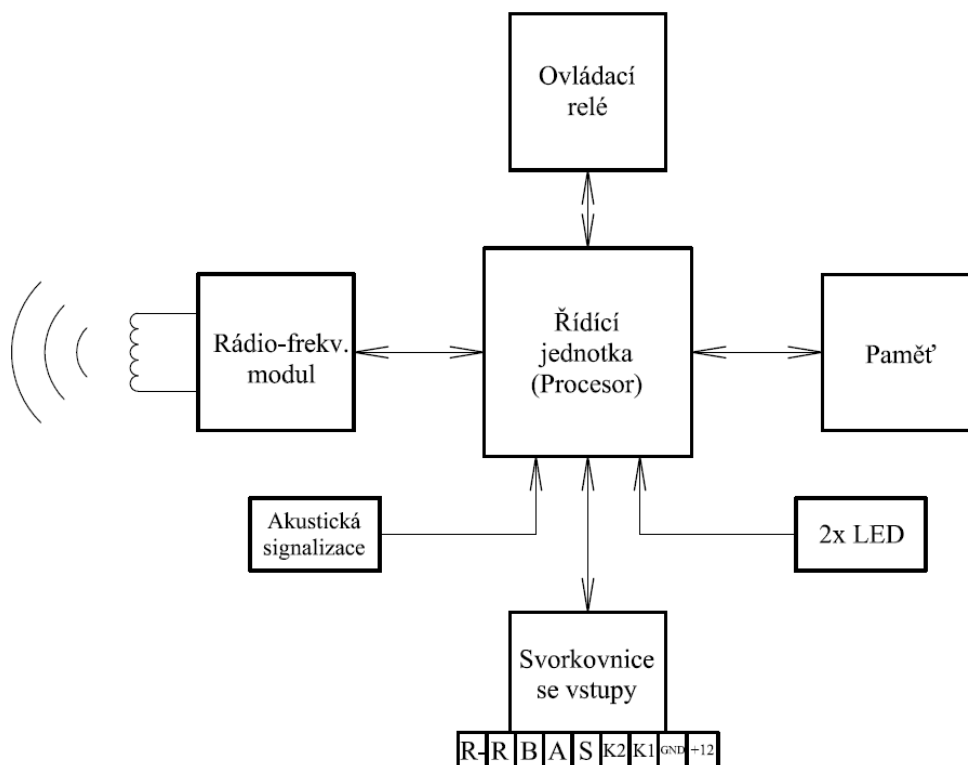 Ovládací
relé
Rádio-frekv.
modul
Řídící
jednotka
(Procesor)
Paměť
Akustická
signalizace
2x LED
Svorkovnice
se vstupy
R- R B A S K2 K1 GND +12